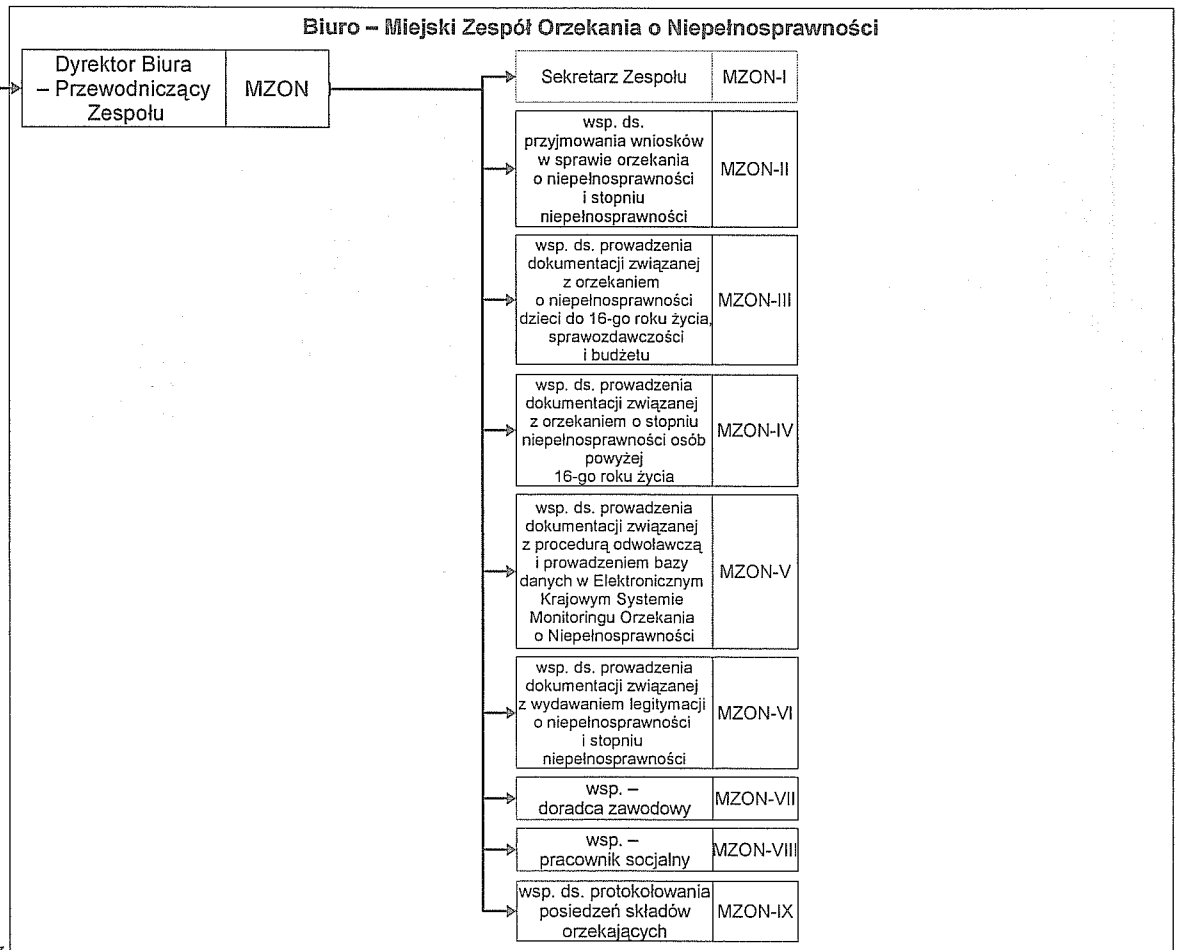 Biuro – Miejski Zespół Orzekania o Niepełnosprawności
Dyrektor Biura
– Przewodniczący
Zespołu
MZON
Sekretarz Zespołu
MZON-I
wsp. ds.
przyjmowania wniosków
w sprawie orzekania
o niepełnosprawności
i stopniu
niepełnosprawności
MZON-II
wsp. ds. prowadzenia
dokumentacji związanej
z orzekaniem
o niepełnosprawności
dzieci do 16-go roku życia,
sprawozdawczości
i budżetu
MZON-III
wsp. ds. prowadzenia
dokumentacji związanej
z orzekaniem o stopniu
niepełnosprawności osób
powyżej
16-go roku życia
MZON-IV
wsp. ds. prowadzenia
dokumentacji związanej
z procedurą odwoławczą
i prowadzeniem bazy
danych w Elektronicznym
Krajowym Systemie
Monitoringu Orzekania
o Niepełnosprawności
MZON-V
wsp. ds. prowadzenia
dokumentacji związanej
z wydawaniem legitymacji
o niepełnosprawności
i stopniu
niepełnosprawności
MZON-VI
wsp. –
doradca zawodowy
MZON-VII
wsp. –
pracownik socjalny
MZON-VIII
wsp. ds. protokołowania
posiedzeń składów
orzekających
MZON-IX